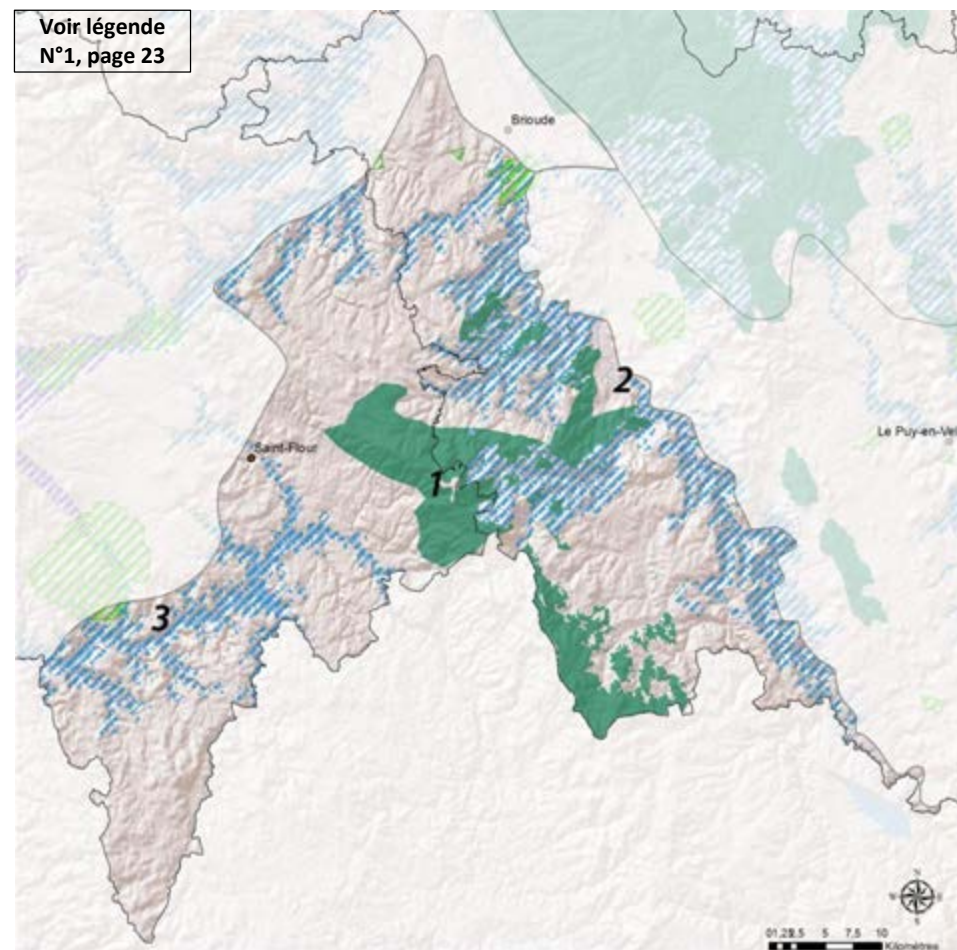 Voir légende
N°1, page 23
Brioude
2
Le Puy-en-Vel
Saint-Flour
1
3
N
S
5 7,5 10
Kilomètres